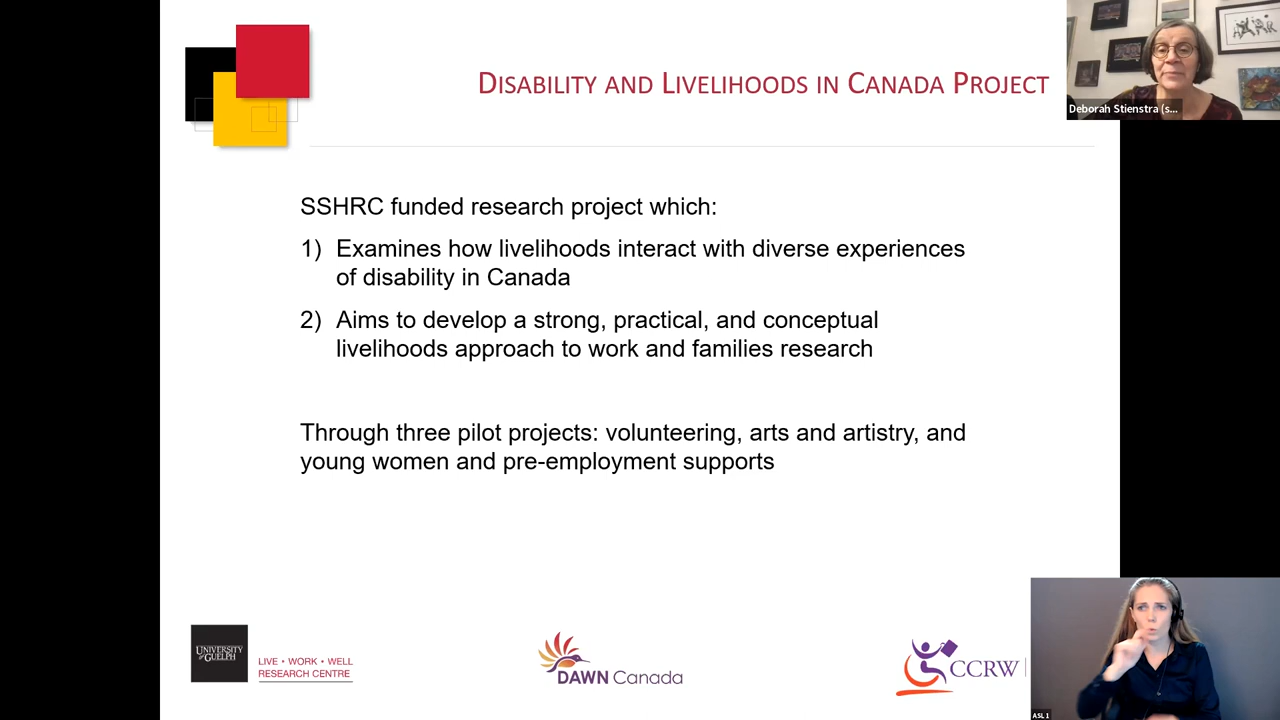 DISABILITY AND LIVELIHOODS IN CANADA PROJECT
Deborah Stienstra (s...
SSHRC funded research project which:
1) Examines how livelihoods interact with diverse experiences
of disability in Canada
2) Aims to develop a strong, practical, and conceptual
livelihoods approach to work and families research
Through three pilot projects: volunteering, arts and artistry, and
young women and pre-employment supports
UNIVERSITY
OF GUELPH
LIVE • WORK • WELL
RESEARCH CENTRE
DAWN Canada
CCRW
ASL 1